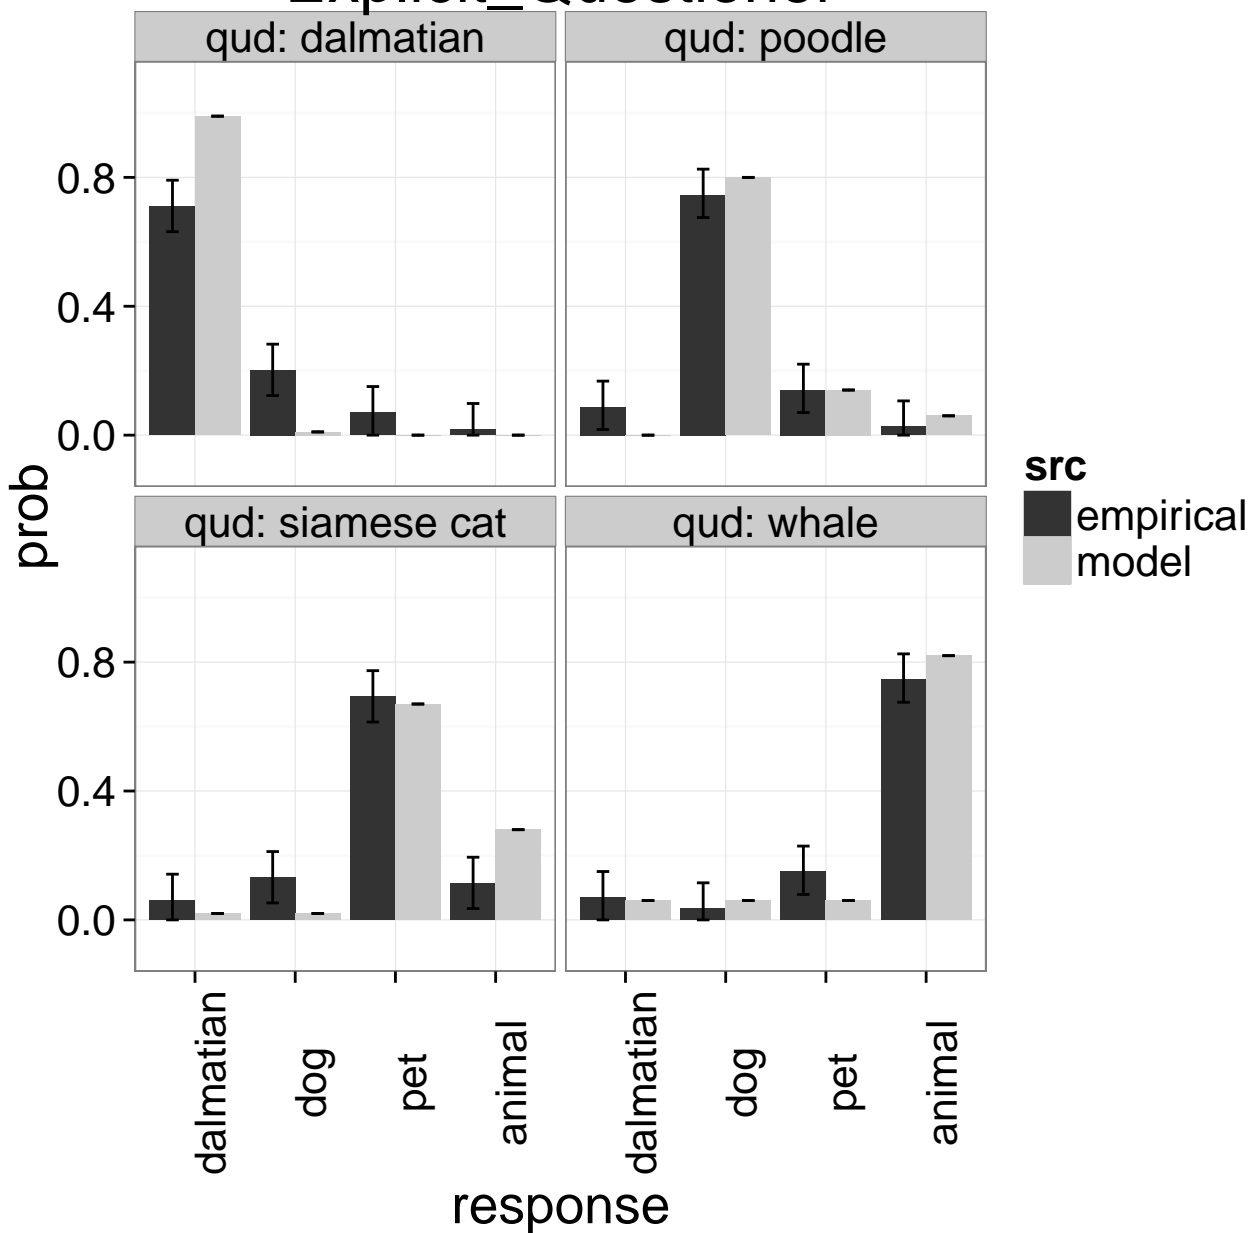 Explicit_Questioner
qud: dalmatian
qud: poodle
0.8
0.4
0.0
prob
qud: siamese cat
qud: whale
0.8
0.4
0.0
src
empirical
model
dalmatian
dog
pet
animal
dalmatian
dog
pet
animal
response